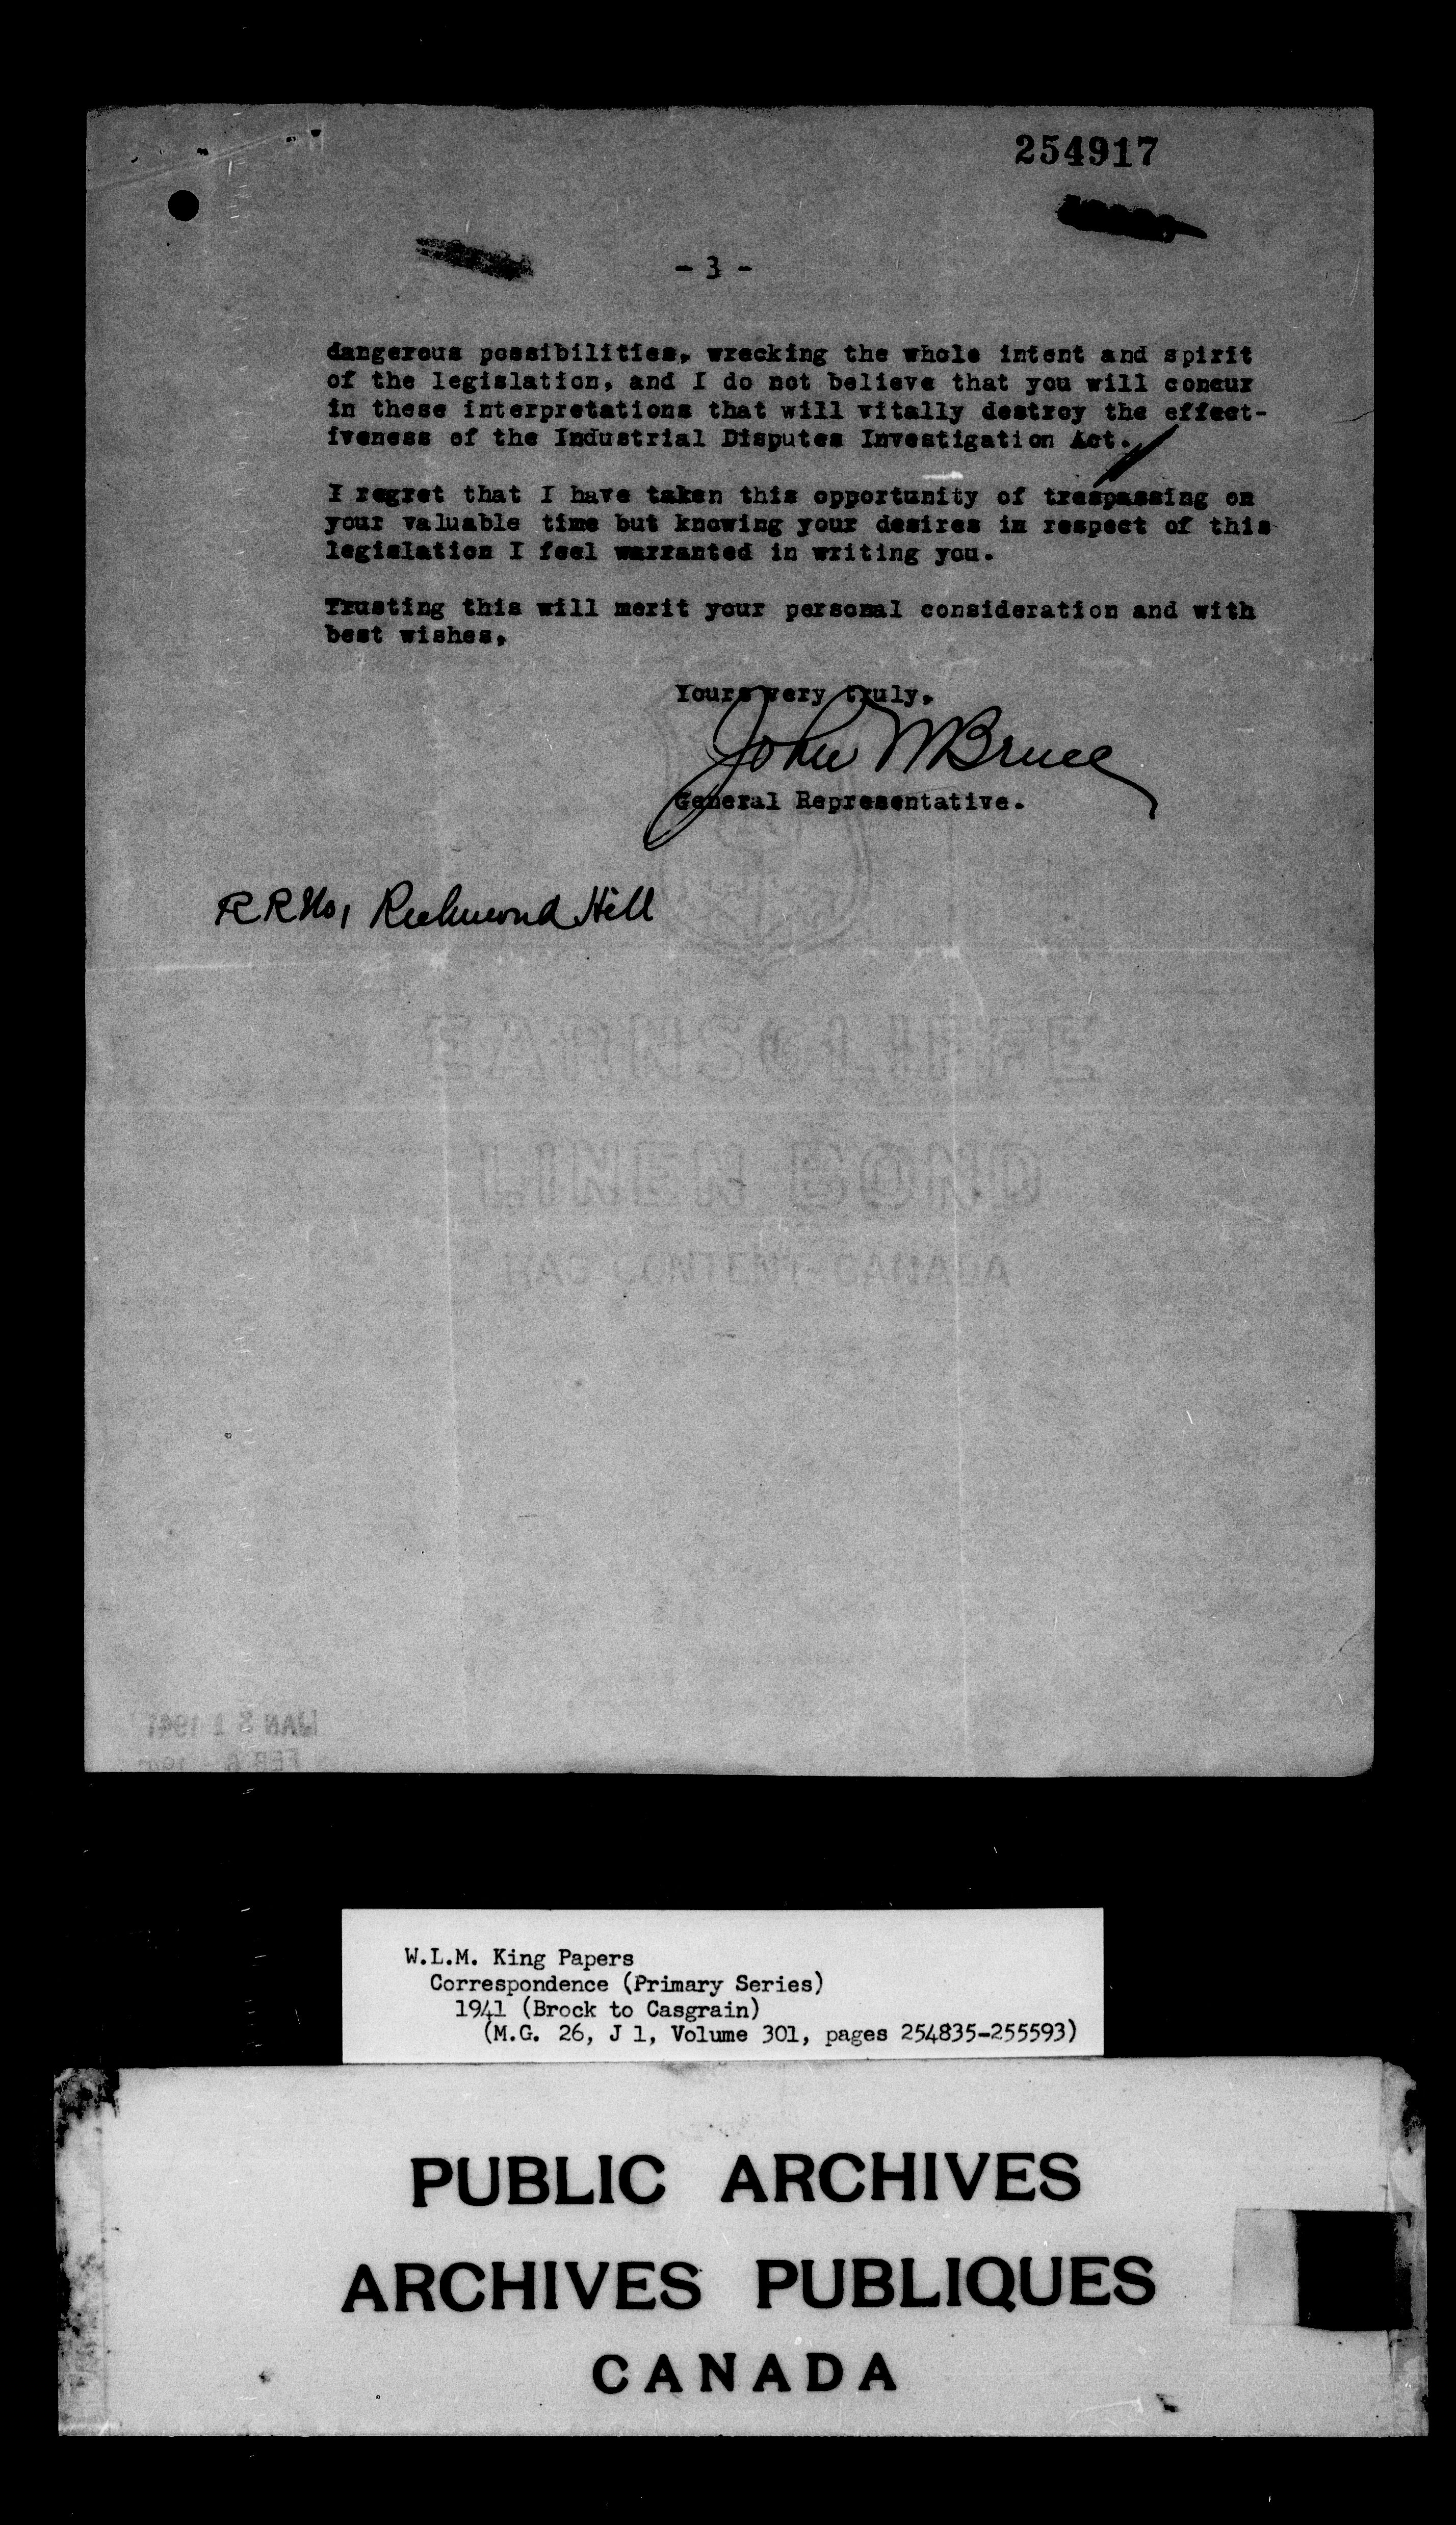 254917
- 3 -
dangerous possibilities, wrecking the whole intent and spirit
of the legislation, and I do not believe that you will concur
in these interpretations that will vitally destroy the effect-
iveness of the Industrial Disputes Investigation Act.
I regret that I have taken this opportunity of trespassing on
your valuable time but knowing your desires in respect of this
legislation I feel warranted in writing you.
Trusting this will merit your personal consideration and with
best wishes,
Yours very truly,
John W Bruce
General Representative.
R R No 1 Richmond Hill
EARNSCLIFFE
LINEN BOND
RAG CONTENT CANADA
JAN 31 1941
FEB
W.L.M. King Papers
Correspondence (Primary Series)
1941 (Brock to Casgrain)
(M.G. 26, J 1, Volume 301, pages 254835-255593)
PUBLIC ARCHIVES
ARCHIVES PUBLIQUES
CANADA